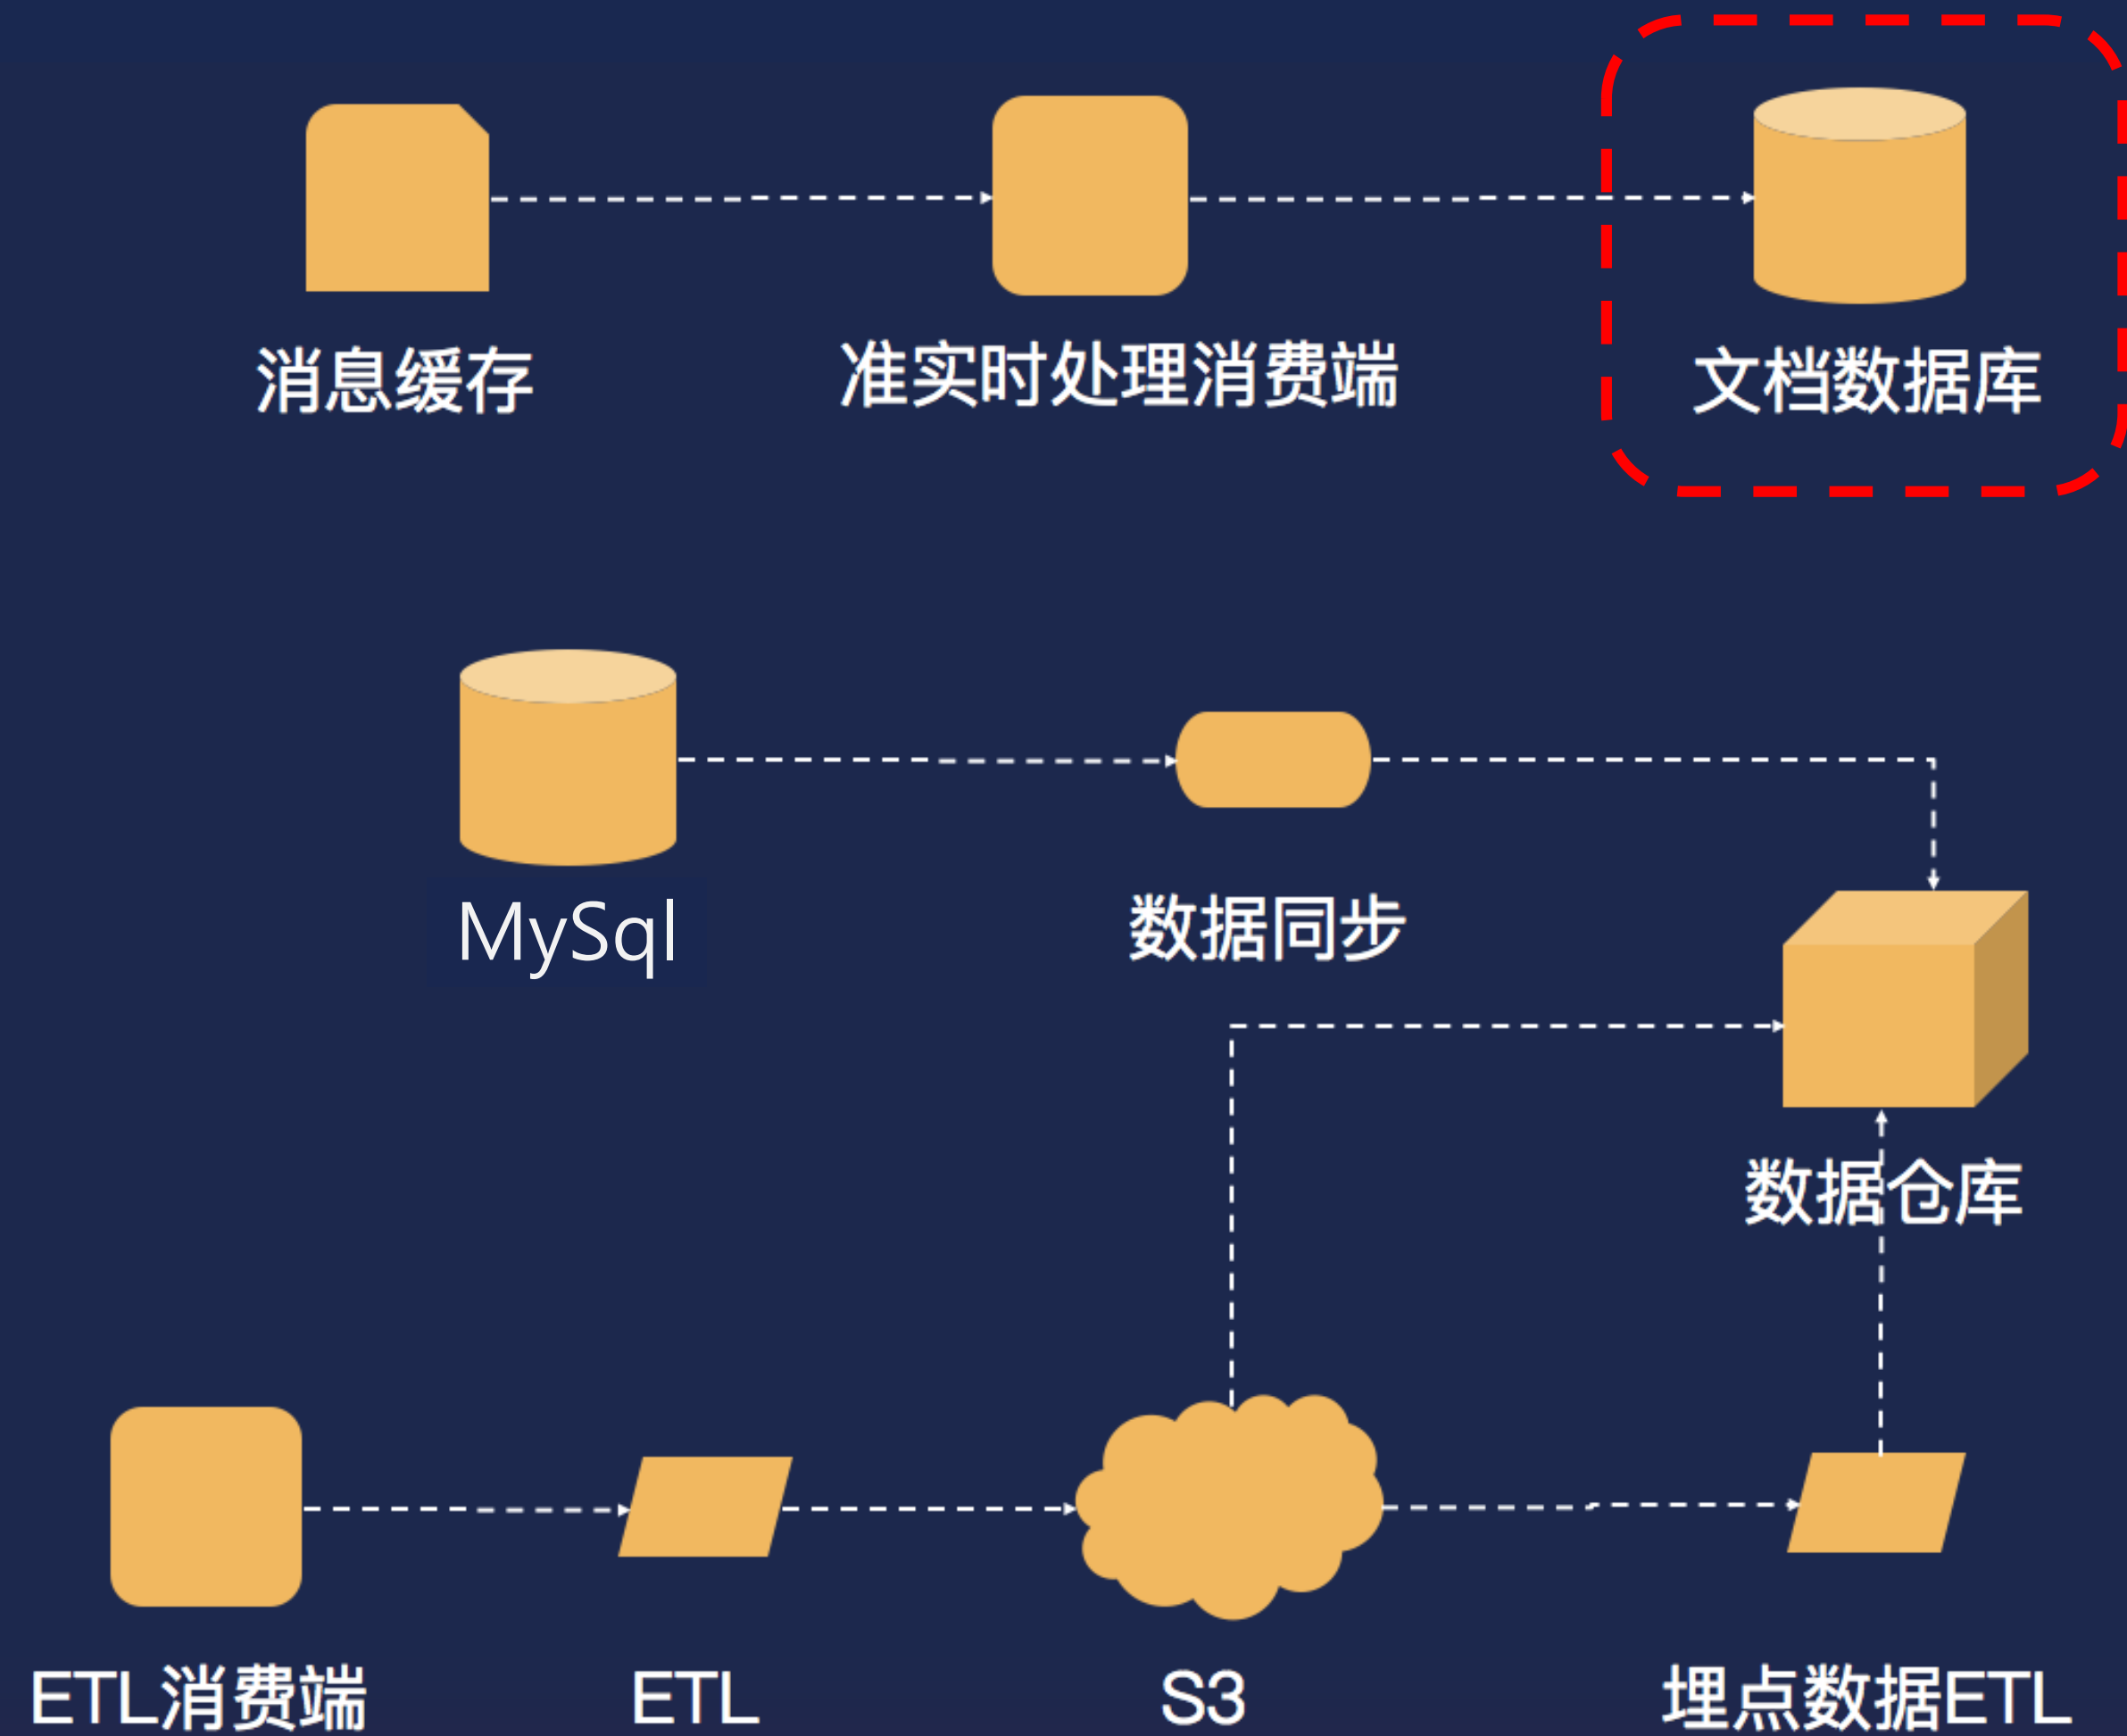 消息缓存
准实时处理消费端
文档数据库
MySql
数据同步
数据仓库
ETL消费端
ETL
S3
埋点数据ETL